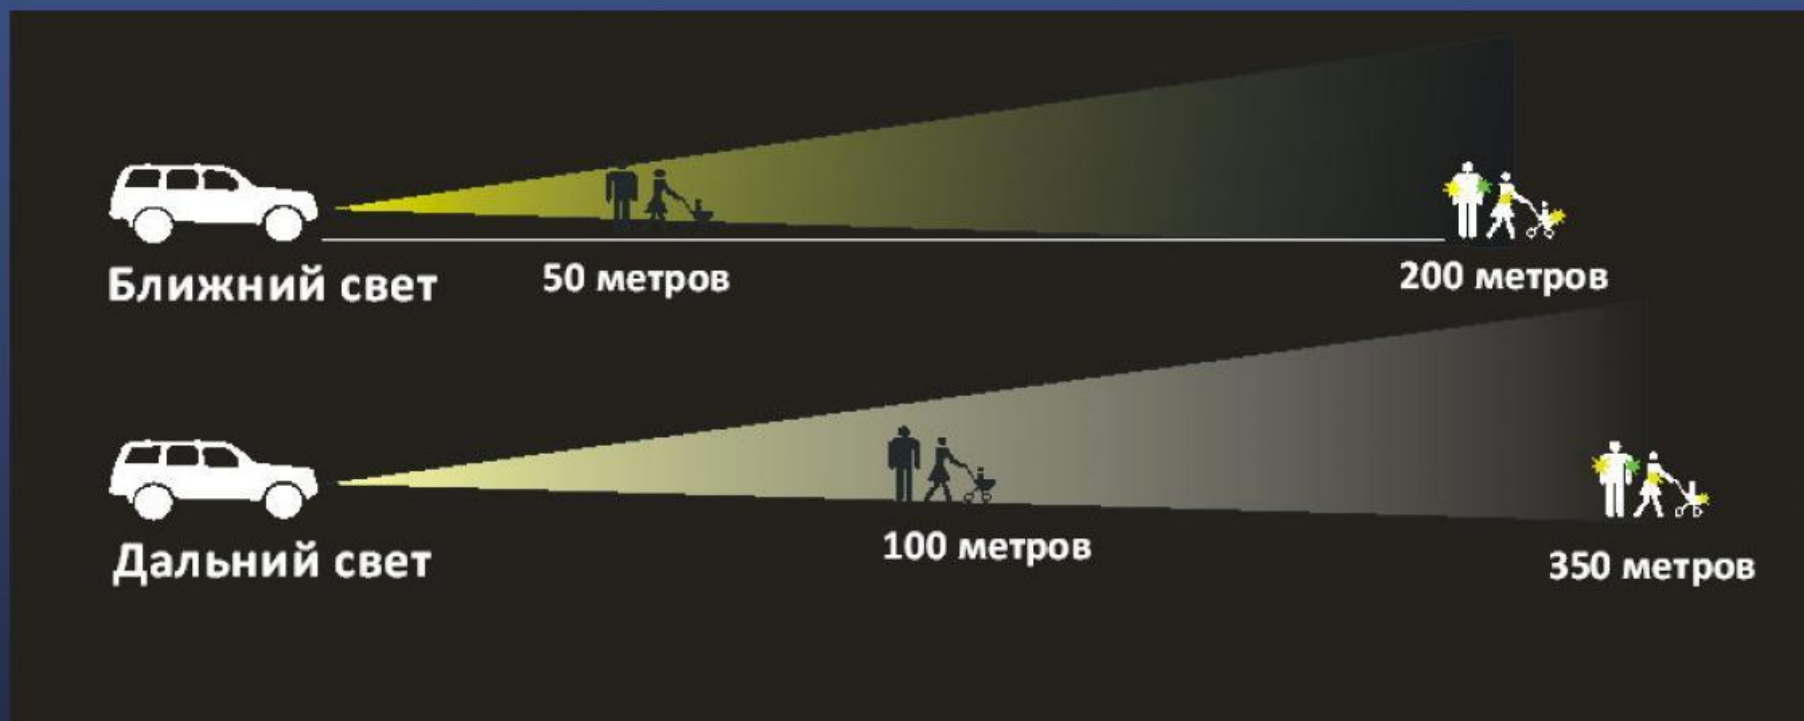 Ближний свет
50 метров
200 метров
Дальний свет
100 метров
350 метров